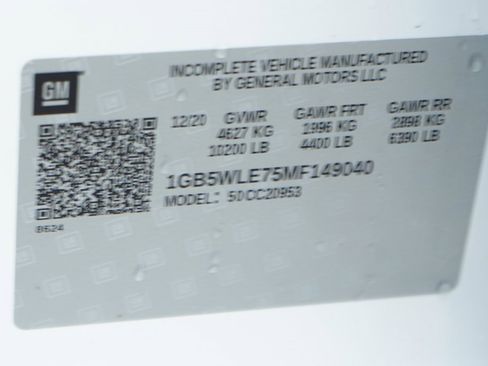 GM
INCOMPLETE VEHICLE MANUFACTURED
BY GENERAL MOTORS LLC
12/20 GVWR GAWR FRT GAWR RR
4627 KG 1996 KG 2898 KG
10200 LB 4400 LB 6390 LB
1GB5WLE75MF149040
MODEL: 50CC20953
8624